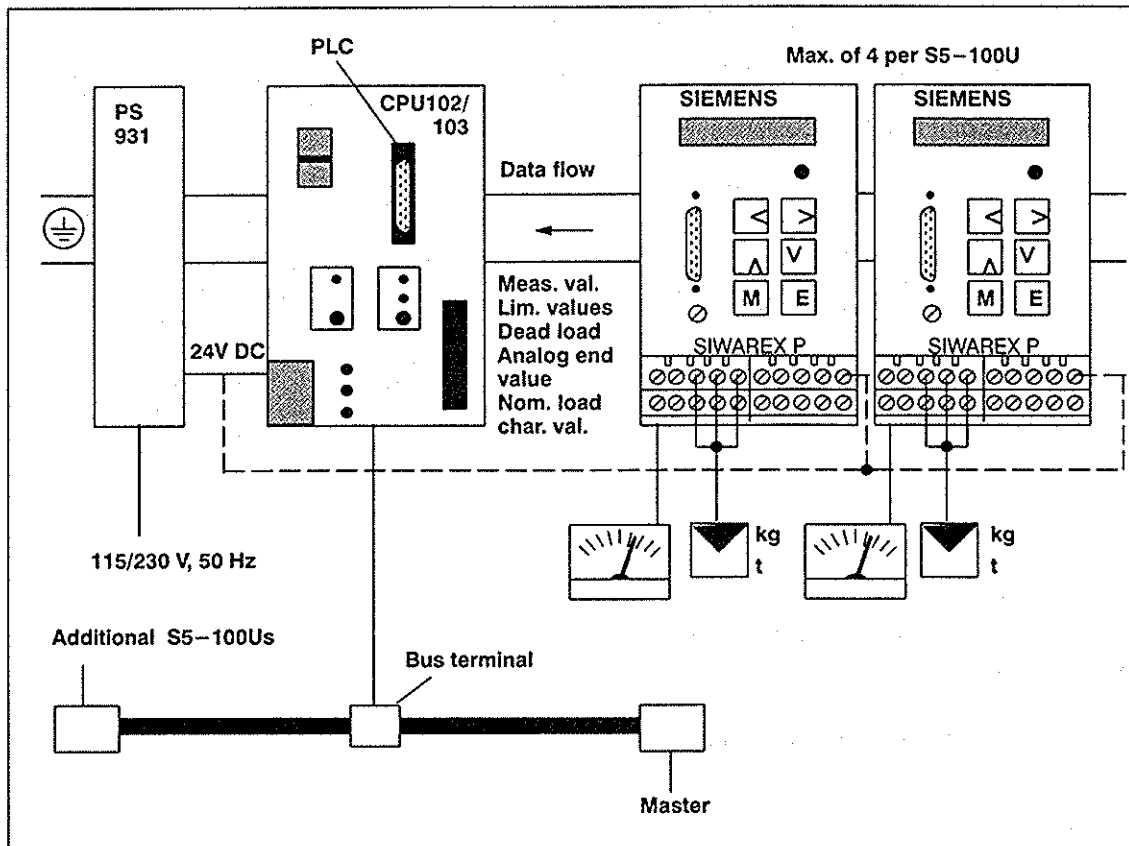 PLC
Max. of 4 per S5-100U
PS
931
CPU102/
103
SIEMENS
SIEMENS
Data flow
< >
< >
Λ V
Λ V
M E
M E
Meas. val.
Lim. values
Dead load
Analog end
value
Nom. load
char. val.
24V DC
SIWAREX P
SIWAREX P
kg
t
kg
t
115/230 V, 50 Hz
Additional S5-100Us
Bus terminal
Master